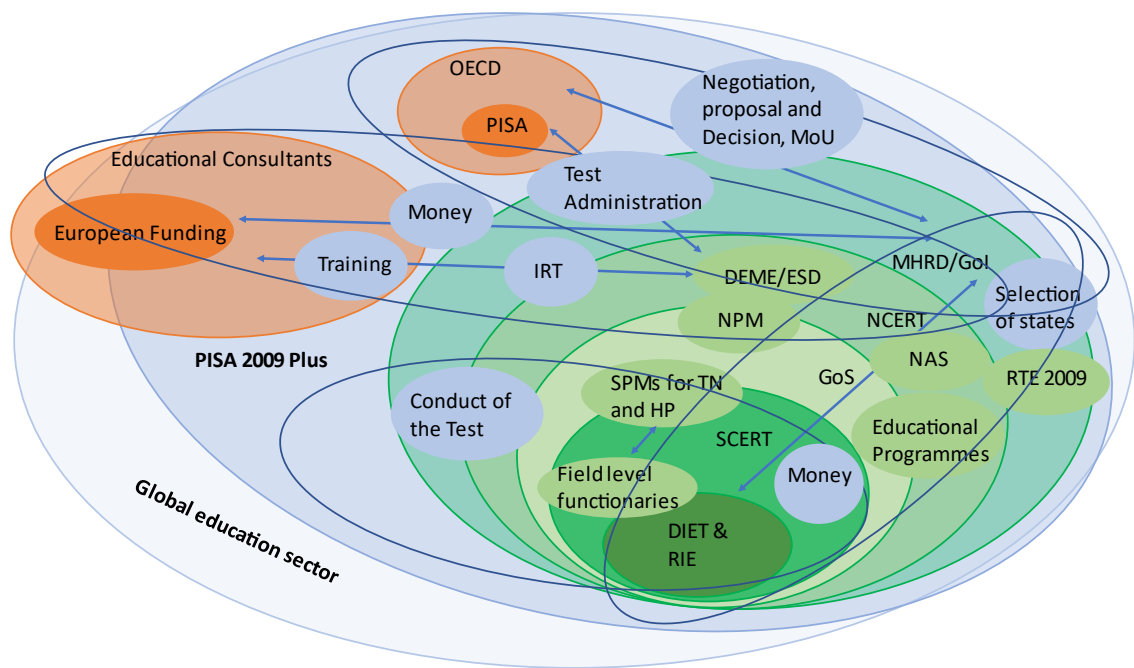 OECD
Negotiation,
proposal and
Decision, MoU
PISA
Educational Consultants
Test
Administration
European Funding
Money
Training
IRT
DEME/ESD
MHRD/GoI
Selection
of states
NPM
NCERT
PISA 2009 Plus
NAS
RTE 2009
SPMs for TN
and HP
GoS
Conduct of
the Test
Educational
Programmes
SCERT
Field level
functionaries
Money
Global education sector
DIET &
RIE